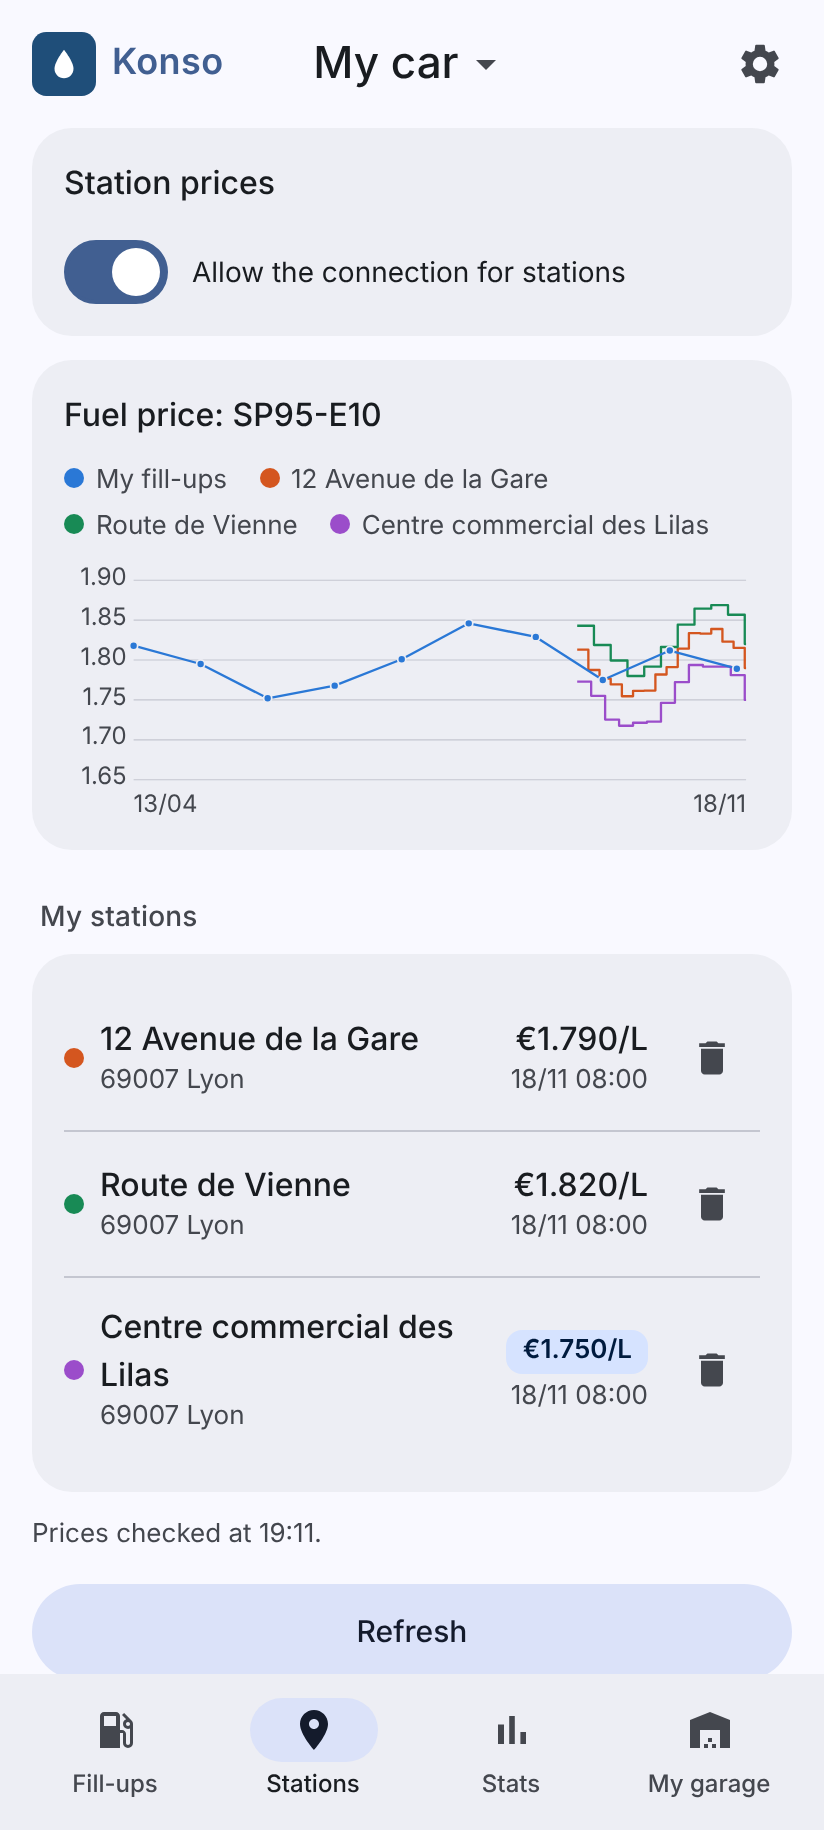 Konso
My car
Station prices
Allow the connection for stations
Fuel price: SP95-E10
My fill-ups
12 Avenue de la Gare
Route de Vienne
Centre commercial des Lilas
1.90
1.85
1.80
1.75
1.70
1.65
13/04
18/11
My stations
12 Avenue de la Gare
€1.790/L
69007 Lyon
18/11 08:00
Route de Vienne
€1.820/L
69007 Lyon
18/11 08:00
Centre commercial des
Lilas
€1.750/L
69007 Lyon
18/11 08:00
Prices checked at 19:11.
Refresh
Fill-ups
Stations
Stats
My garage